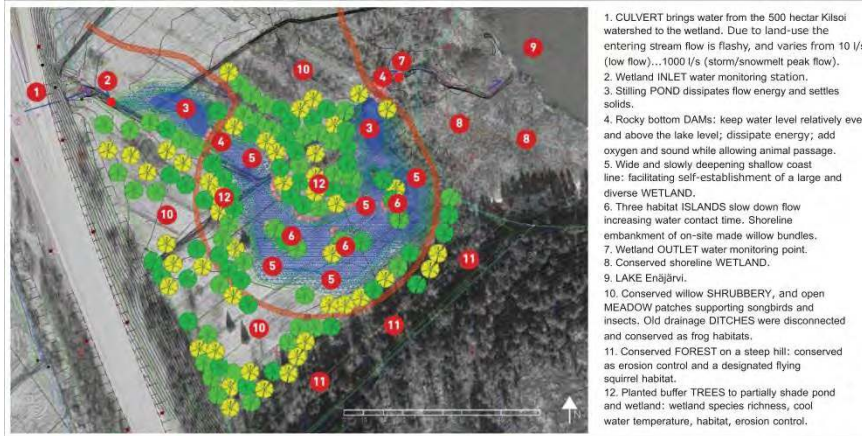 1
2
3
4
5
12
10
10
7
4
3
5
5
12
6
6
6
5
5
10
8
8
9
11
11
11
N
1. CULVERT brings water from the 500 hectar Kilsoi
watershed to the wetland. Due to land-use the
entering stream flow is flashy, and varies from 10 l/s
(low flow)...1000 l/s (storm/snowmelt peak flow).
2. Wetland INLET water monitoring station.
3. Stilling POND dissipates flow energy and settles
solids.
4. Rocky bottom DAMs: keep water level relatively eve
and above the lake level; dissipate energy; add
oxygen and sound while allowing animal passage.
5. Wide and slowly deepening shallow coast
line: facilitating self-establishment of a large and
diverse WETLAND.
6. Three habitat ISLANDS slow down flow
increasing water contact time. Shoreline
embankment of on-site made willow bundles.
7. Wetland OUTLET water monitoring point.
8. Conserved shoreline WETLAND.
9. LAKE Enäjärvi.
10. Conserved willow SHRUBBERY, and open
MEADOW patches supporting songbirds and
insects. Old drainage DITCHES were disconnected
and conserved as frog habitats.
11. Conserved FOREST on a steep hill: conserved
as erosion control and a designated flying
squirrel habitat.
12. Planted buffer TREES to partially shade pond
and wetland: wetland species richness, cool
water temperature, habitat, erosion control.